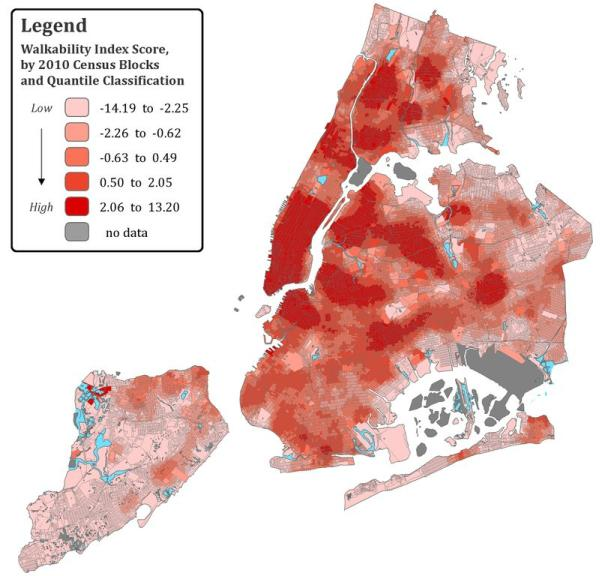 Legend
Walkability Index Score,
by 2010 Census Blocks
and Quantile Classification
Low -14.19 to -2.25
-2.26 to -0.62
-0.63 to 0.49
0.50 to 2.05
High 2.06 to 13.20
no data